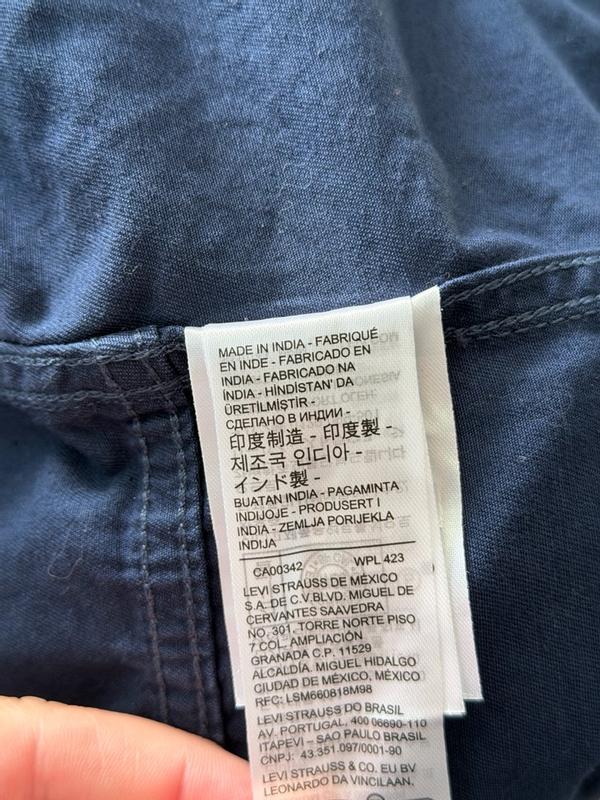 MADE IN INDIA - FABRIQUÉ
EN INDE - FABRICADO EN
INDIA - FABRICADO NA
ÍNDIA - HİNDİSTAN' DA
ÜRETİLMİŞTİR -
СДЕЛАНО В ИНДИИ -
印度制造 - 印度製 -
제조국 인디아 -
インド製 -
BUATAN INDIA - PAGAMINTA
INDIJOJE - PRODUSERT I
INDIA - ZEMLJA PORIJEKLA
INDIJA
CA00342 WPL 423
LEVI STRAUSS DE MÉXICO
S.A. DE C.V.BLVD. MIGUEL DE
CERVANTES SAAVEDRA
NO. 301, TORRE NORTE PISO
7 COL. AMPLIACIÓN
GRANADA C.P. 11529
ALCALDÍA. MIGUEL HIDALGO
CIUDAD DE MÉXICO, MÉXICO
RFC: LSM660818M98
LEVI STRAUSS DO BRASIL
AV. PORTUGAL, 400 06690-110
ITAPEVI – SAO PAULO BRASIL
CNPJ: 43.351.097/0001-90
LEVI STRAUSS & CO. EU BV
LEONARDO DA VINCILAAN.